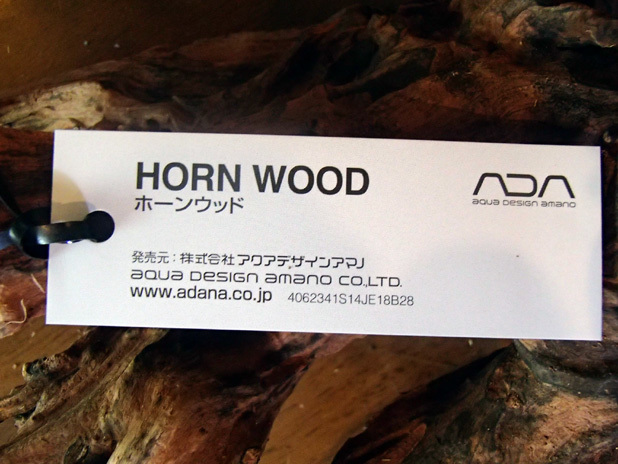 HORN WOOD
ホーンウッド
ADA
aqua Design amano
発売元：株式会社 アクアデザインアマノ
aqua Design amano CO.,LTD.
www.adana.co.jp 4062341S14JE18B28